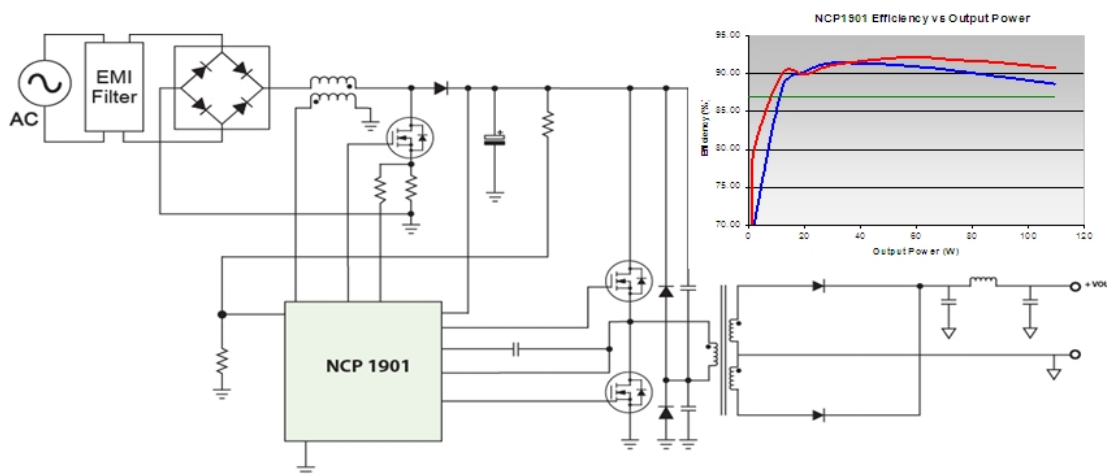 EMI
Filter
AC
NCP 1901
NCP1901 Efficiency vs Output Power
Efficiency (%)
95.00
90.00
85.00
80.00
75.00
70.00
0
20
40
60
80
100
120
Output Power (W)
+